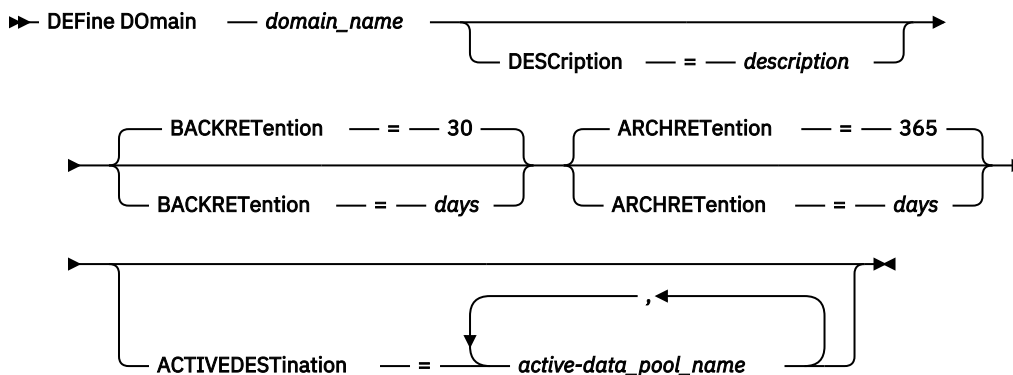 DEFine DOmain domain_name
DESCription = description
BACKRETention = 30 ARCHRETention = 365
BACKRETention = days ARCHRETention = days
,
ACTIVEDESTination = active-data_pool_name